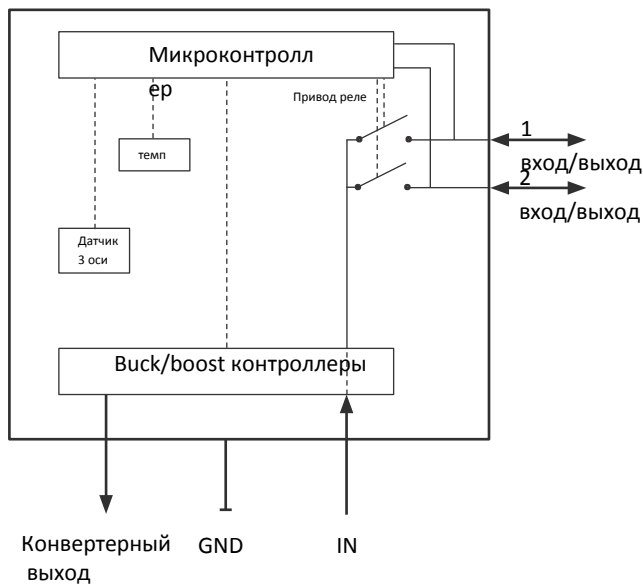 Микроконтролл
ер
Привод реле
темп
1
вход/выход
2
вход/выход
Датчик
3 оси
Buck/boost контроллеры
Конвертерный
выход
GND
IN